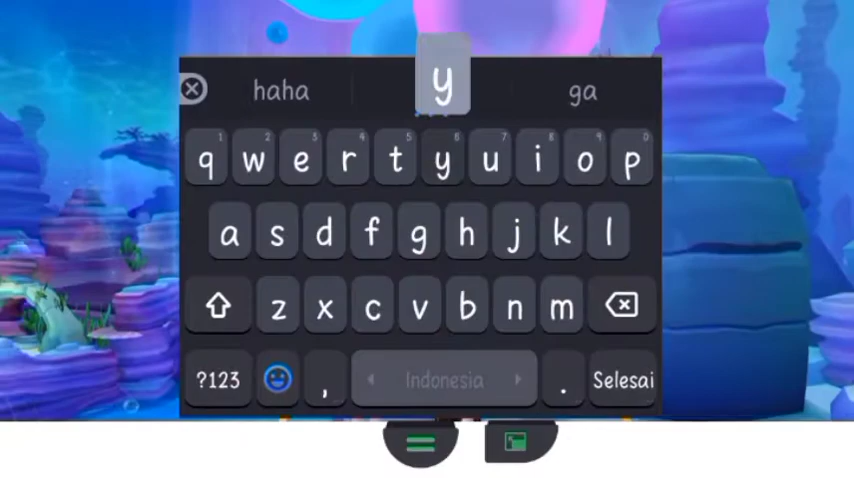 haha y ga
1 2 3 4 5 6 7 8 9 0
q w e r t y u i o p
a s d f g h j k l
z x c v b n m
?123 , Indonesia . Selesai